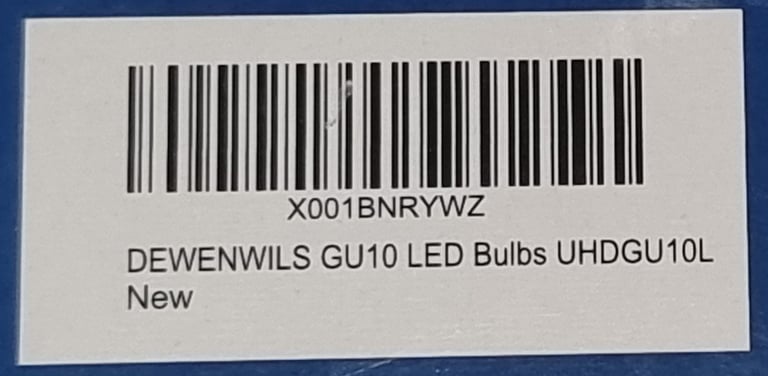 X001BNRYWZ
DEWENWILS GU10 LED Bulbs UHDGU10L
New